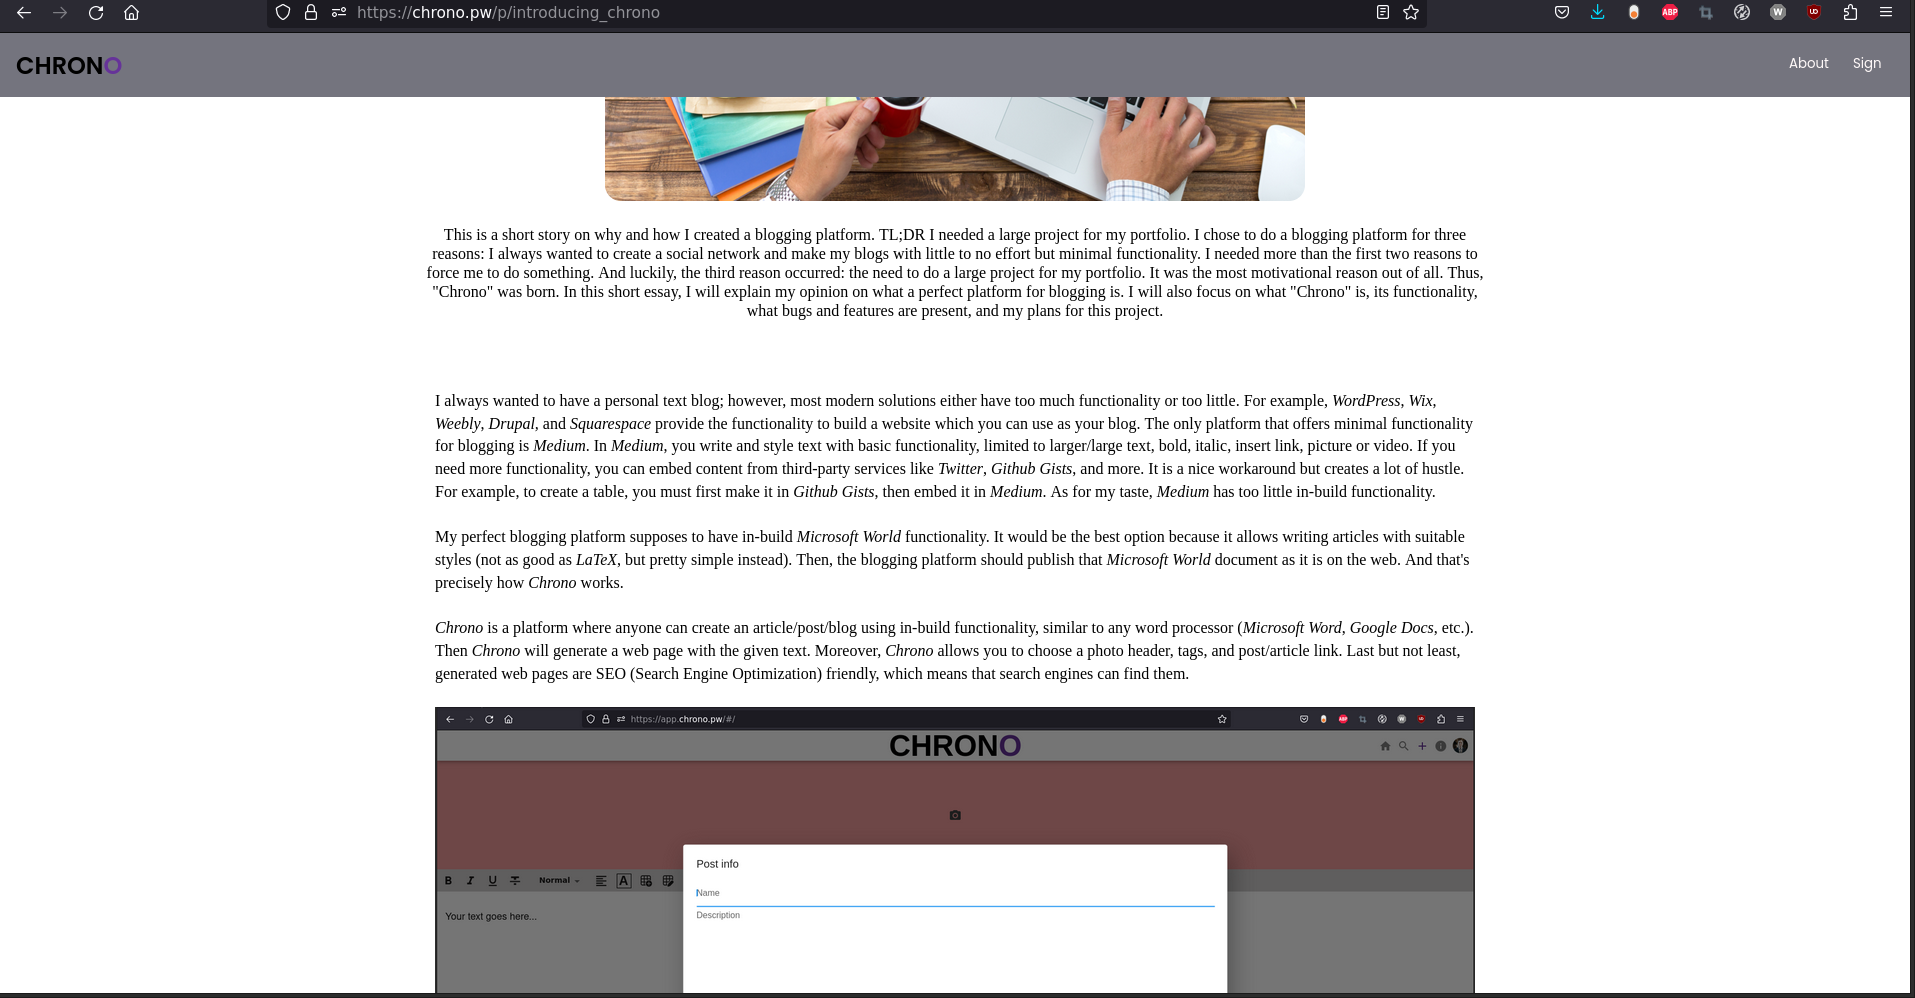 https://chrono.pw/p/introducing_chrono
ABP
W
UD
CHRONO
About
Sign
This is a short story on why and how I created a blogging platform. TL;DR I needed a large project for my portfolio. I chose to do a blogging platform for three
reasons: I always wanted to create a social network and make my blogs with little to no effort but minimal functionality. I needed more than the first two reasons to
force me to do something. And luckily, the third reason occurred: the need to do a large project for my portfolio. It was the most motivational reason out of all. Thus,
"Chrono" was born. In this short essay, I will explain my opinion on what a perfect platform for blogging is. I will also focus on what "Chrono" is, its functionality,
what bugs and features are present, and my plans for this project.
I always wanted to have a personal text blog; however, most modern solutions either have too much functionality or too little. For example, WordPress, Wix,
Weebly, Drupal, and Squarespace provide the functionality to build a website which you can use as your blog. The only platform that offers minimal functionality
for blogging is Medium. In Medium, you write and style text with basic functionality, limited to larger/large text, bold, italic, insert link, picture or video. If you
need more functionality, you can embed content from third-party services like Twitter, Github Gists, and more. It is a nice workaround but creates a lot of hustle.
For example, to create a table, you must first make it in Github Gists, then embed it in Medium. As for my taste, Medium has too little in-build functionality.
My perfect blogging platform supposes to have in-build Microsoft World functionality. It would be the best option because it allows writing articles with suitable
styles (not as good as LaTeX, but pretty simple instead). Then, the blogging platform should publish that Microsoft World document as it is on the web. And that's
precisely how Chrono works.
Chrono is a platform where anyone can create an article/post/blog using in-build functionality, similar to any word processor (Microsoft Word, Google Docs, etc.).
Then Chrono will generate a web page with the given text. Moreover, Chrono allows you to choose a photo header, tags, and post/article link. Last but not least,
generated web pages are SEO (Search Engine Optimization) friendly, which means that search engines can find them.
https://app.chrono.pw/#/
CHRONO
Post info
B I U Normal A
Name
Your text goes here...
Description